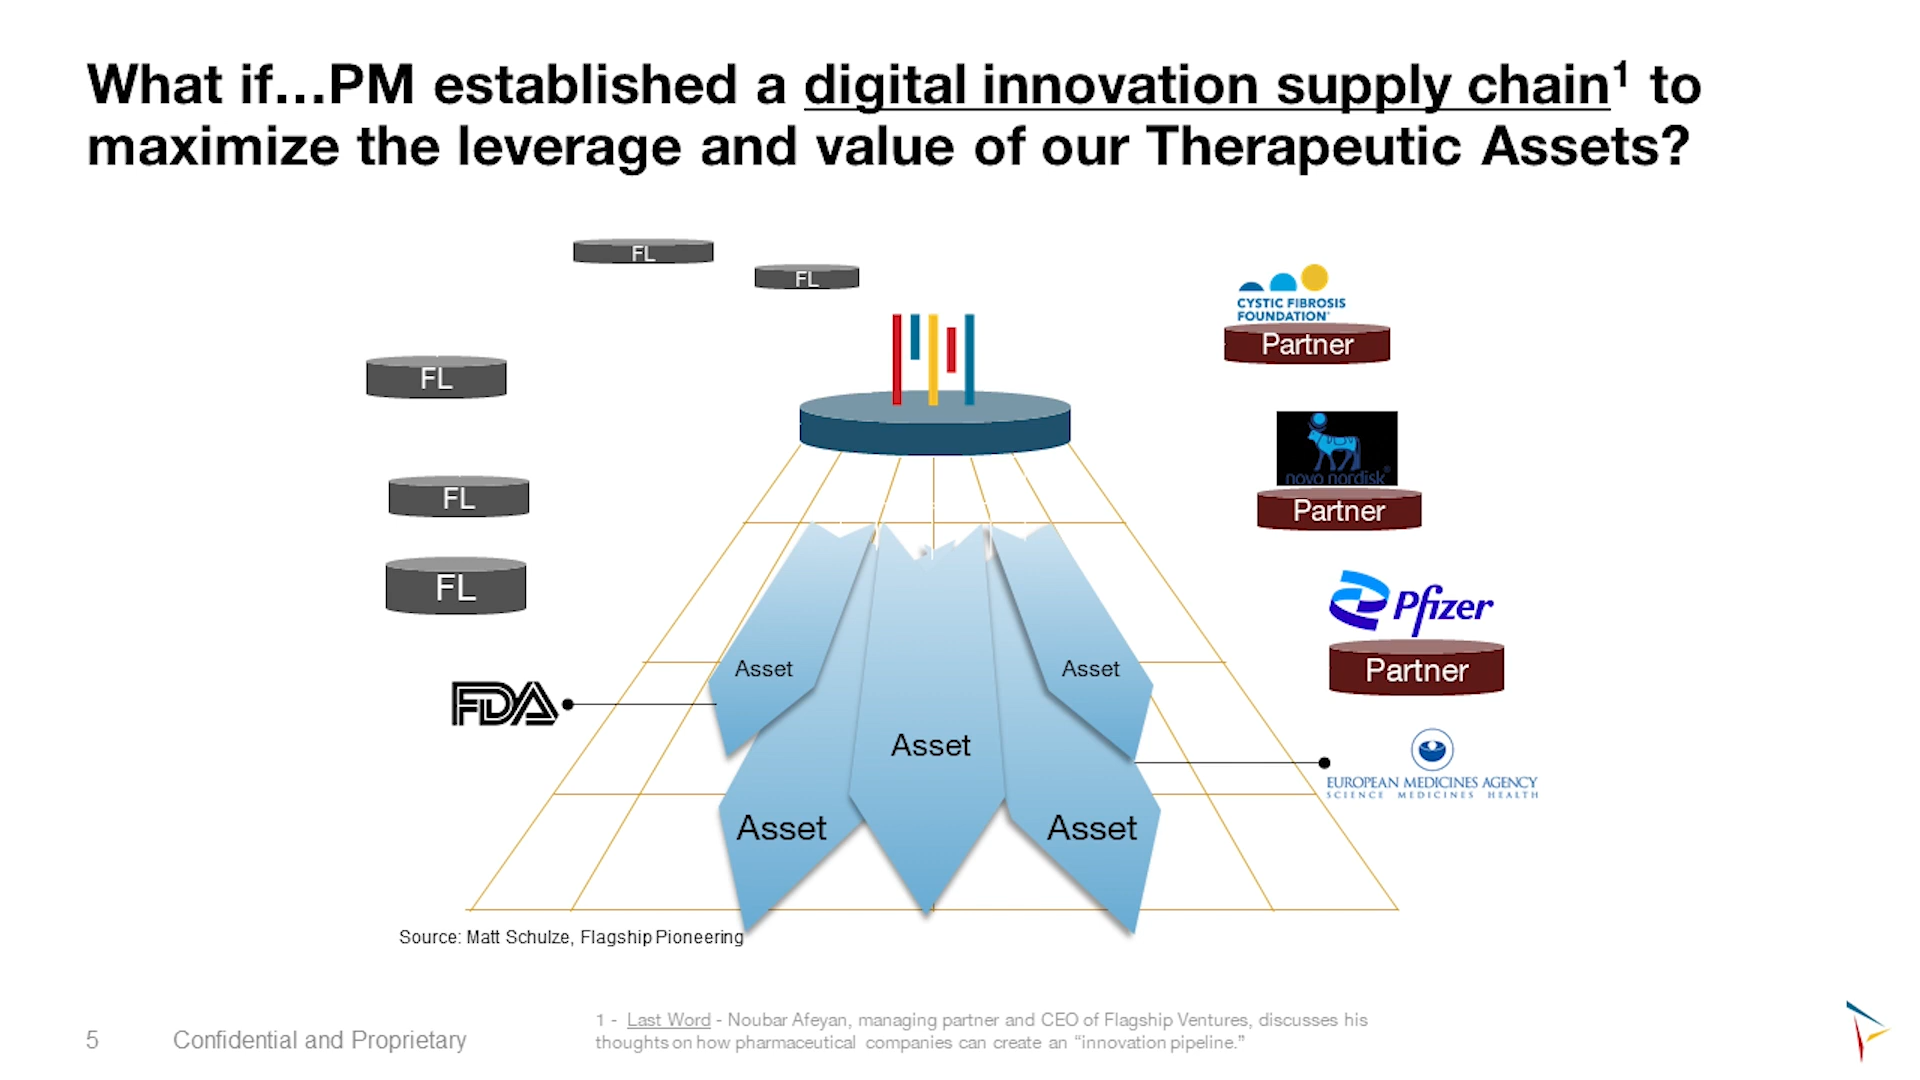 What if…PM established a digital innovation supply chain1 to
maximize the leverage and value of our Therapeutic Assets?
FL
FL
CYSTIC FIBROSIS
FOUNDATION
Partner
FL
novo nordisk®
Partner
FL
FL
Pfizer
Partner
Asset
Asset
FDA
Asset
EUROPEAN MEDICINES AGENCY
SCIENCE MEDICINES HEALTH
Asset
Asset
Source: Matt Schulze, Flagship Pioneering
1 - Last Word - Noubar Afeyan, managing partner and CEO of Flagship Ventures, discusses his
thoughts on how pharmaceutical companies can create an “innovation pipeline.”
5
Confidential and Proprietary